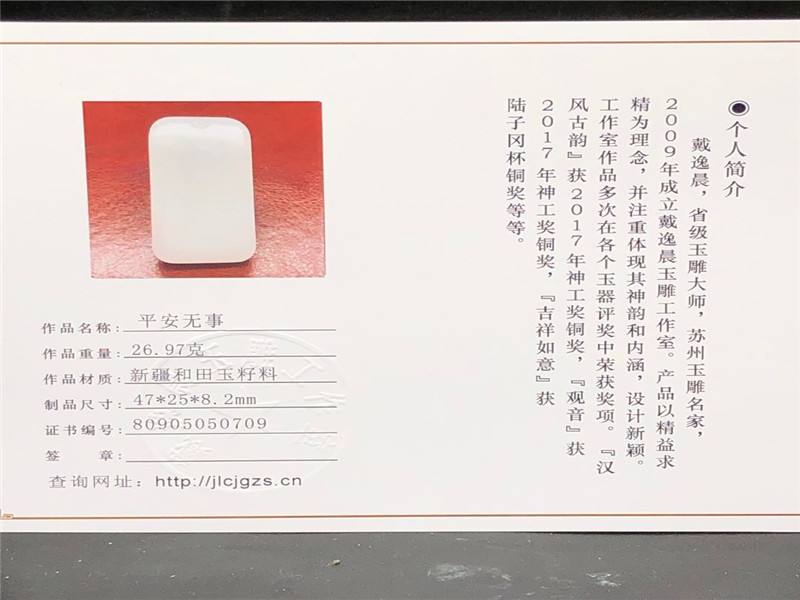 作品名称：平安无事
作品重量：26.97克
作品材质：新疆和田玉籽料
制品尺寸：47*25*8.2mm
证书编号：80905050709
签章：
查询网址：http://jlcjgzs.cn
◉个人简介
戴逸晨，省级玉雕大师，苏州玉雕名家，
2009年成立戴逸晨玉雕工作室。产品以精益求
精为理念，并注重体现其神韵和内涵，设计新颖。
工作室作品多次在各个玉器评奖中荣获奖项。『汉
风古韵』获2017年神工奖铜奖，『观音』获
2017年神工奖铜奖，『吉祥如意』获
陆子冈杯铜奖等等。